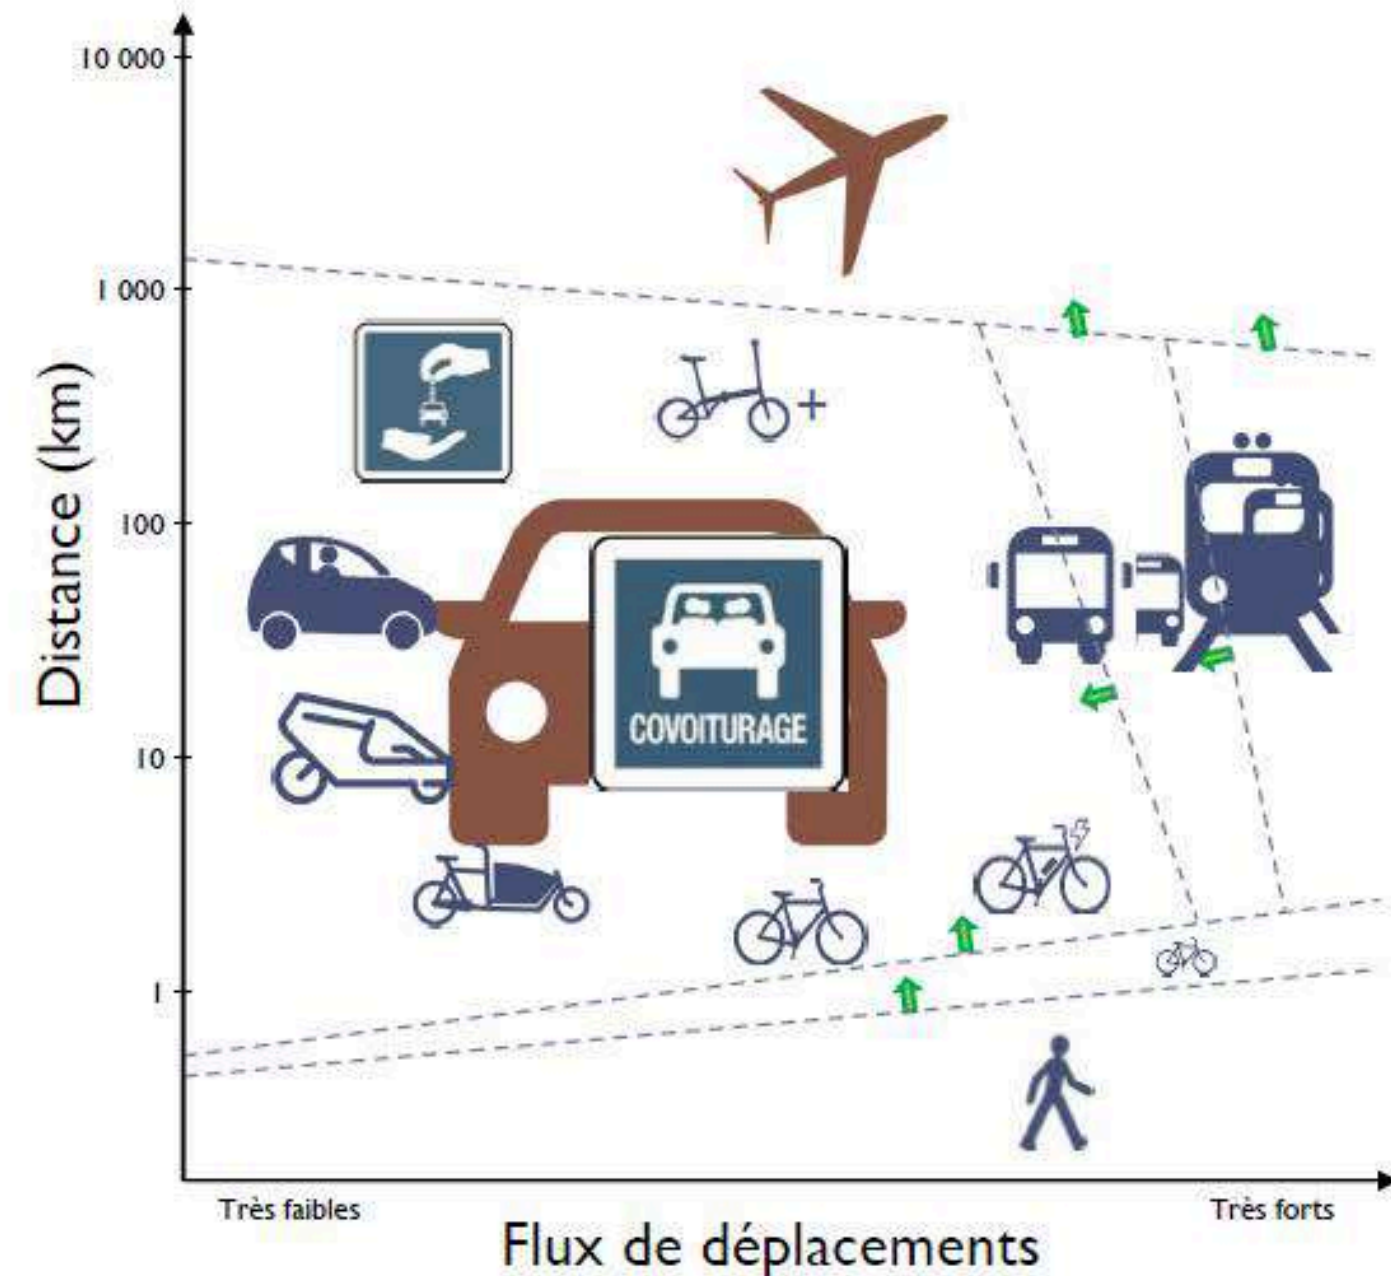 10 000
1 000
100
10
1
Distance (km)
+
COVOITURAGE
Très faibles
Très forts
Flux de déplacements